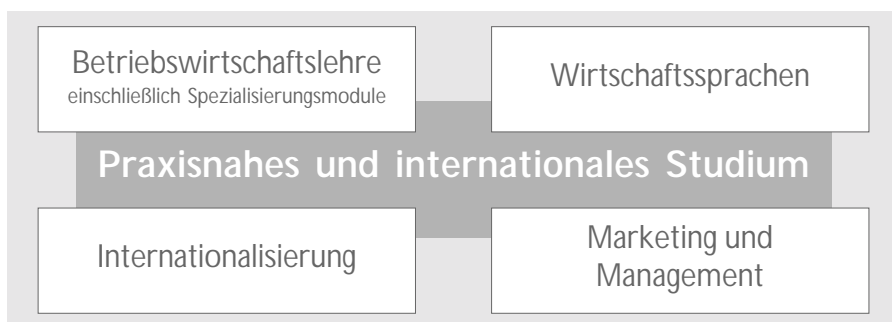 Betriebswirtschaftslehre
einschließlich Spezialisierungsmodule
Wirtschaftssprachen
Praxisnahes und internationales Studium
Internationalisierung
Marketing und
Management